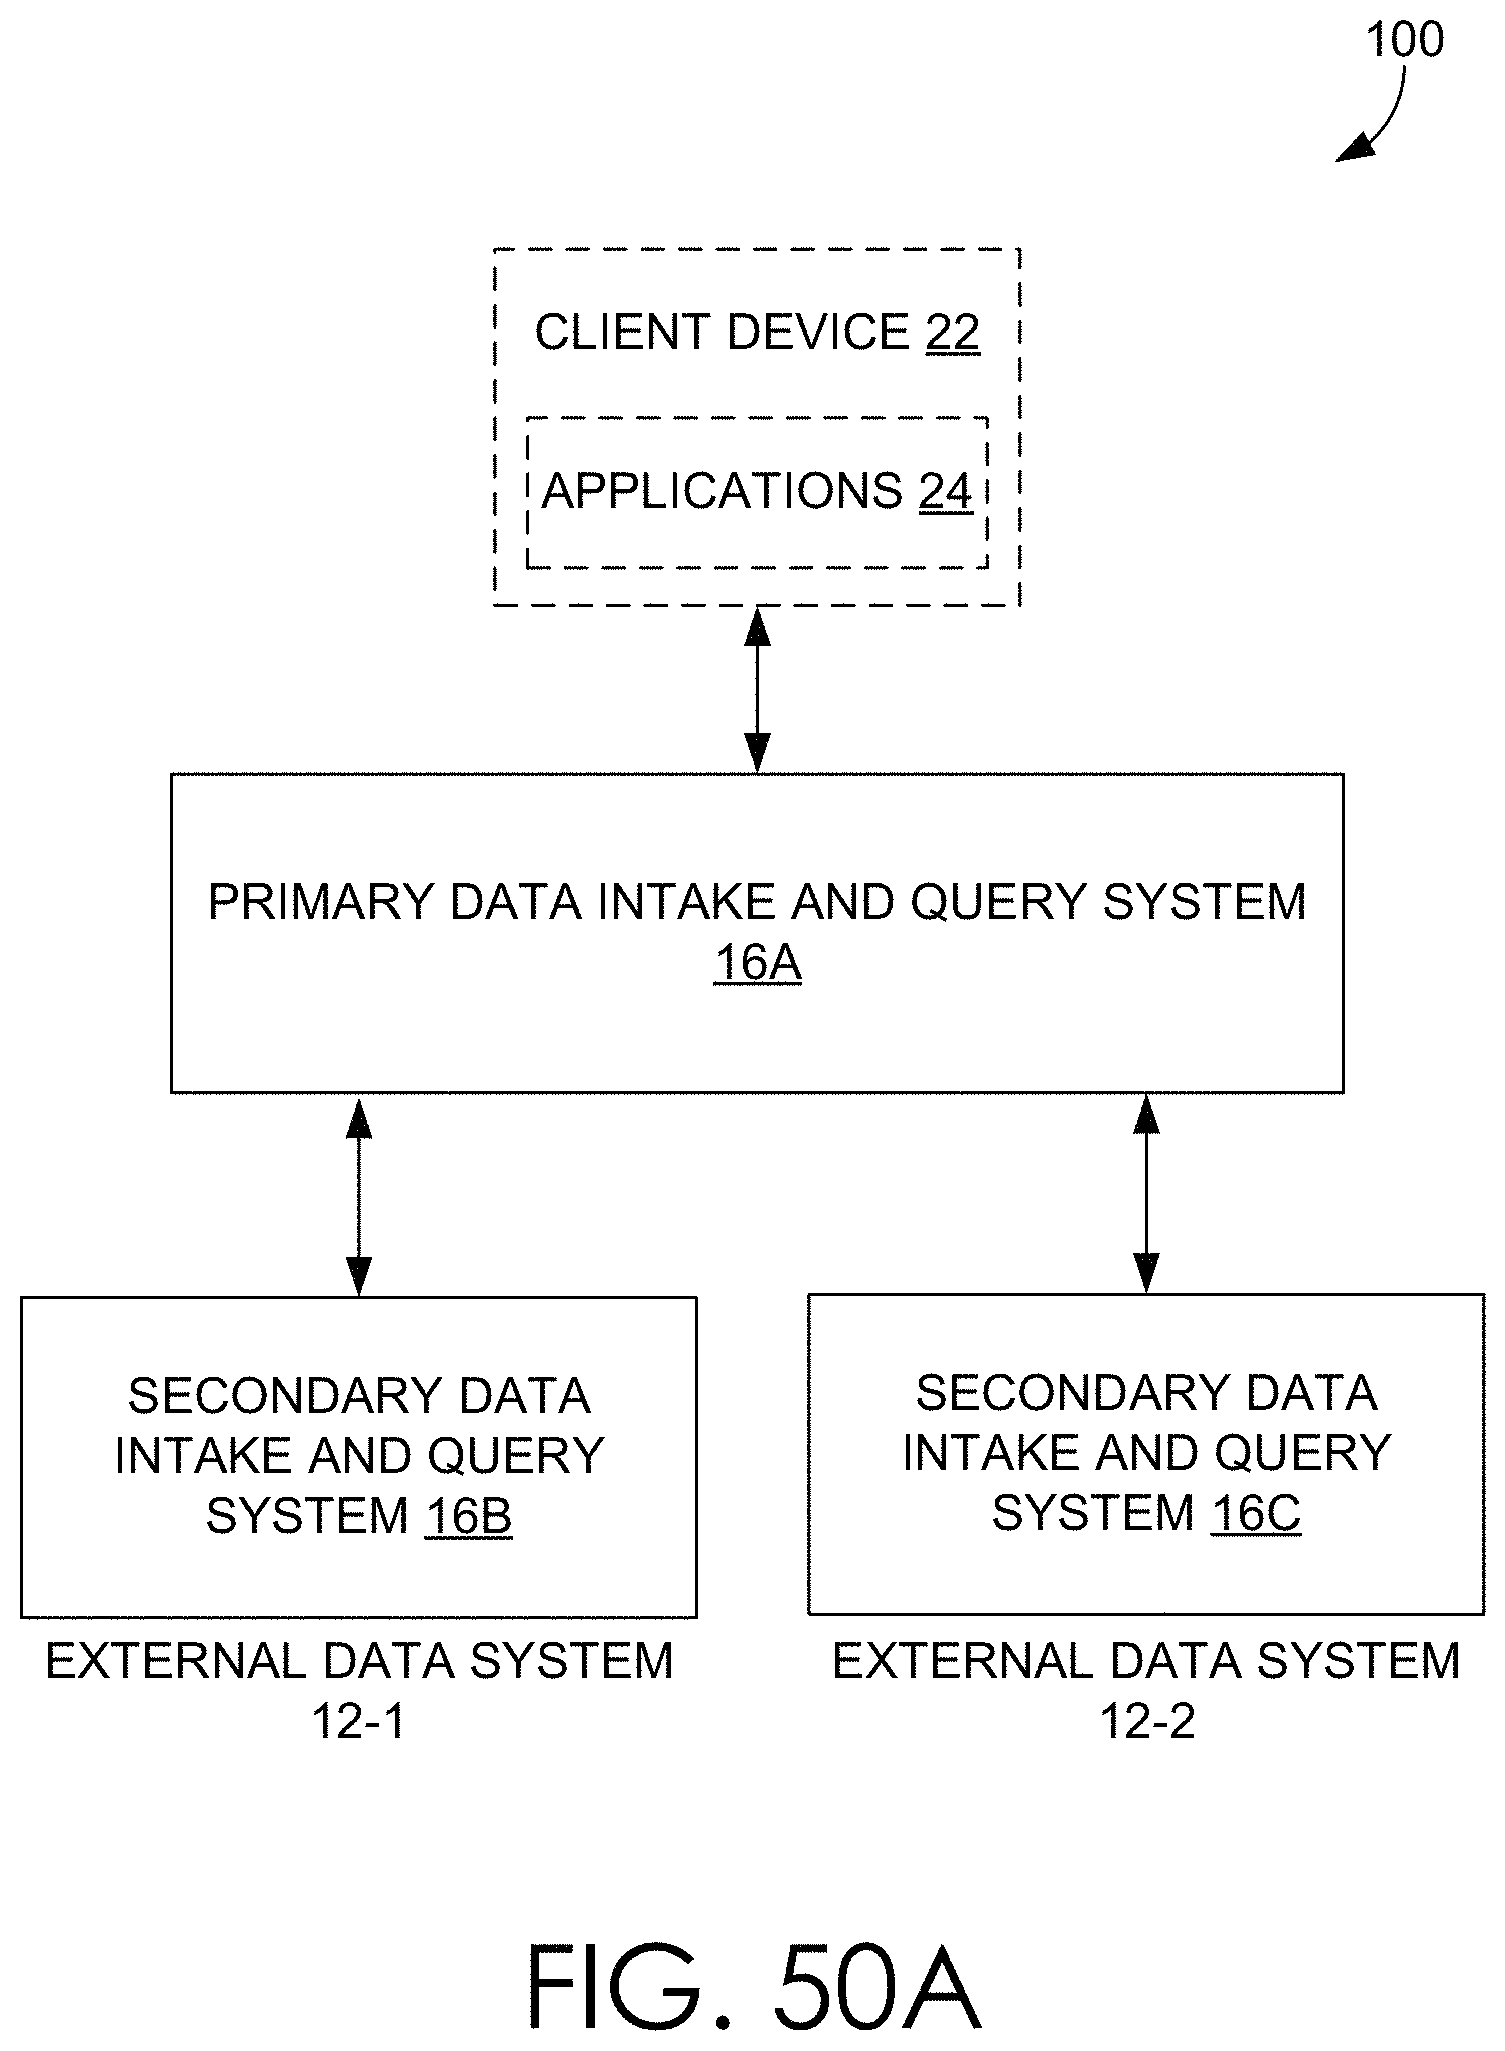 100
CLIENT DEVICE 22
APPLICATIONS 24
PRIMARY DATA INTAKE AND QUERY SYSTEM
16A
SECONDARY DATA
INTAKE AND QUERY
SYSTEM 16B
EXTERNAL DATA SYSTEM
12-1
SECONDARY DATA
INTAKE AND QUERY
SYSTEM 16C
EXTERNAL DATA SYSTEM
12-2
FIG. 50A